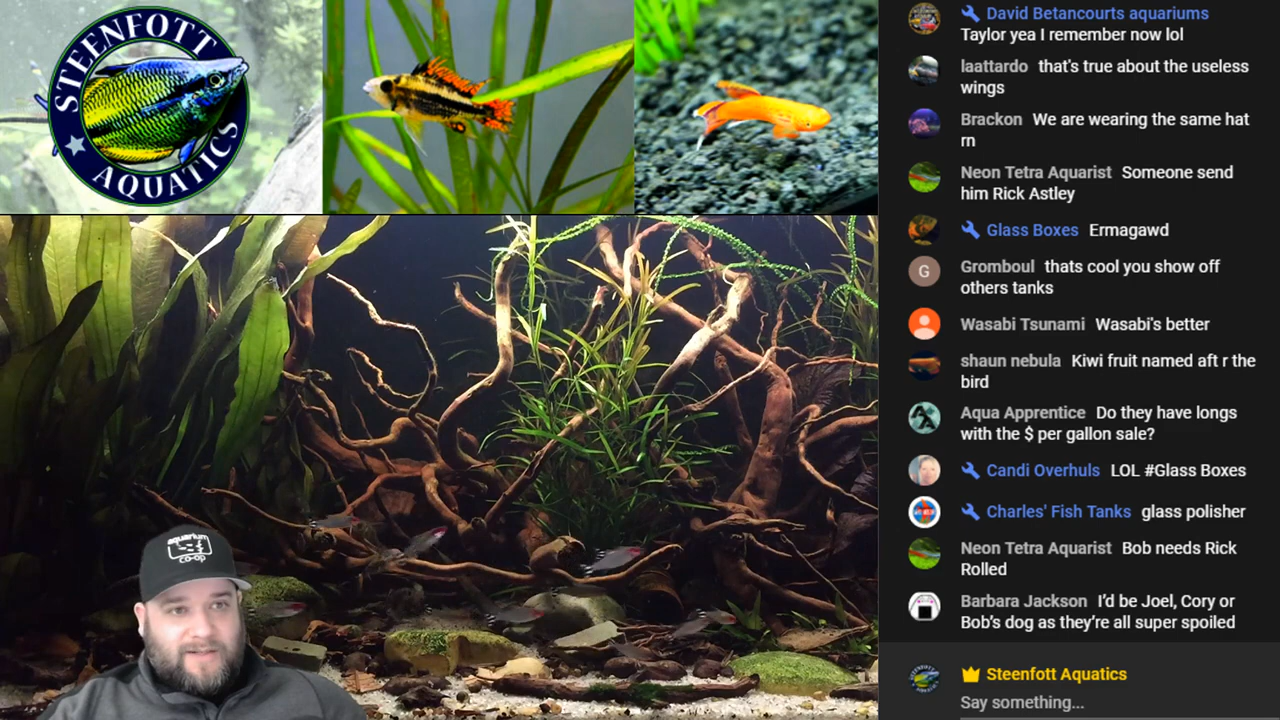 STEENFOTT
AQUATICS
aquarium
co-op
David Betancourts aquariums
Taylor yea I remember now lol
laattardo that's true about the useless
wings
Brackon We are wearing the same hat
rn
Neon Tetra Aquarist Someone send
him Rick Astley
Glass Boxes Ermagawd
G
Gromboul thats cool you show off
others tanks
Wasabi Tsunami Wasabi's better
shaun nebula Kiwi fruit named aft r the
bird
Aqua Apprentice Do they have longs
with the $ per gallon sale?
Candi Overhuls LOL #Glass Boxes
Charles' Fish Tanks glass polisher
Neon Tetra Aquarist Bob needs Rick
Rolled
Barbara Jackson I'd be Joel, Cory or
Bob's dog as they're all super spoiled
Steenfott Aquatics
Say something...